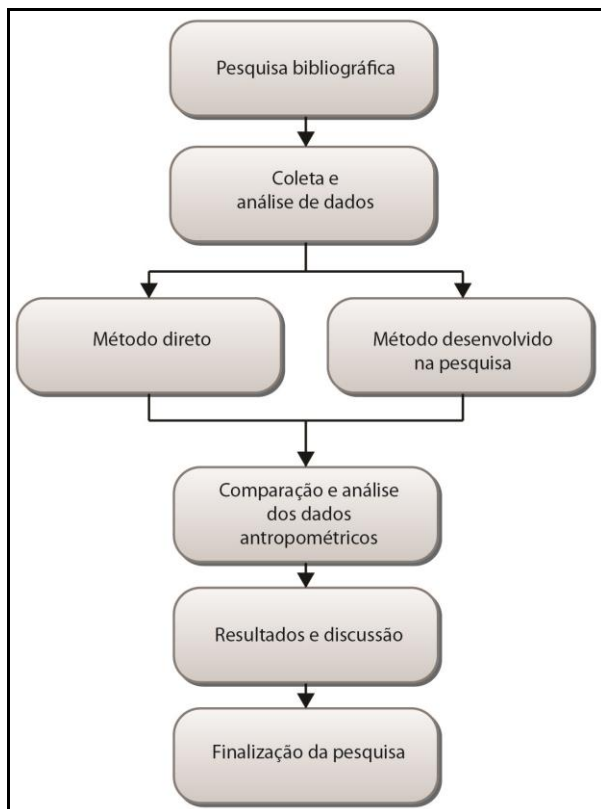 Pesquisa bibliográfica
Coleta e
análise de dados
Método direto
Método desenvolvido
na pesquisa
Comparação e análise
dos dados
antropométricos
Resultados e discussão
Finalização da pesquisa